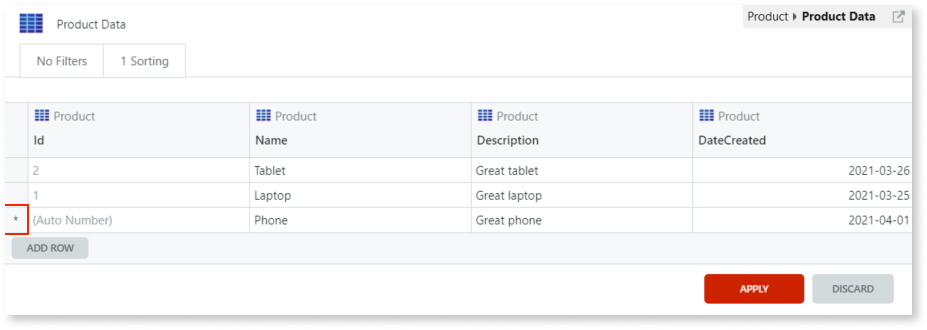 Product Data
Product ▸ Product Data
No Filters
1 Sorting
Product Product Product Product
Id Name Description DateCreated
2 Tablet Great tablet 2021-03-26
1 Laptop Great laptop 2021-03-25
* (Auto Number) Phone Great phone 2021-04-01
ADD ROW
APPLY DISCARD